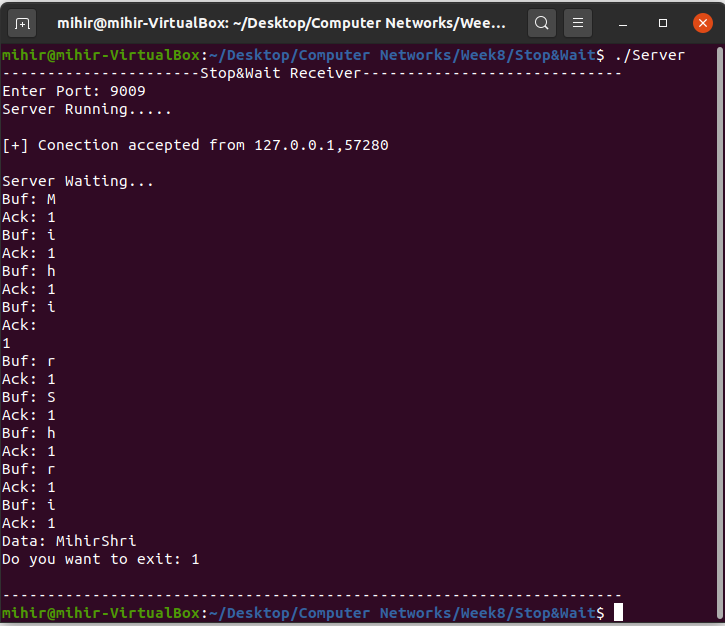 mihir@mihir-VirtualBox: ~/Desktop/Computer Networks/Wee...
mihir@mihir-VirtualBox:~/Desktop/Computer Networks/Week8/Stop&Wait$ ./Server
----------------------Stop&Wait Receiver-----------------------------
Enter Port: 9009
Server Running.....
[+] Conection accepted from 127.0.0.1,57280
Server Waiting...
Buf: M
Ack: 1
Buf: i
Ack: 1
Buf: h
Ack: 1
Buf: i
Ack:
1
Buf: r
Ack: 1
Buf: S
Ack: 1
Buf: h
Ack: 1
Buf: r
Ack: 1
Buf: i
Ack: 1
Data: MihirShri
Do you want to exit: 1
---------------------------------------------------------------------
mihir@mihir-VirtualBox:~/Desktop/Computer Networks/Week8/Stop&Wait$